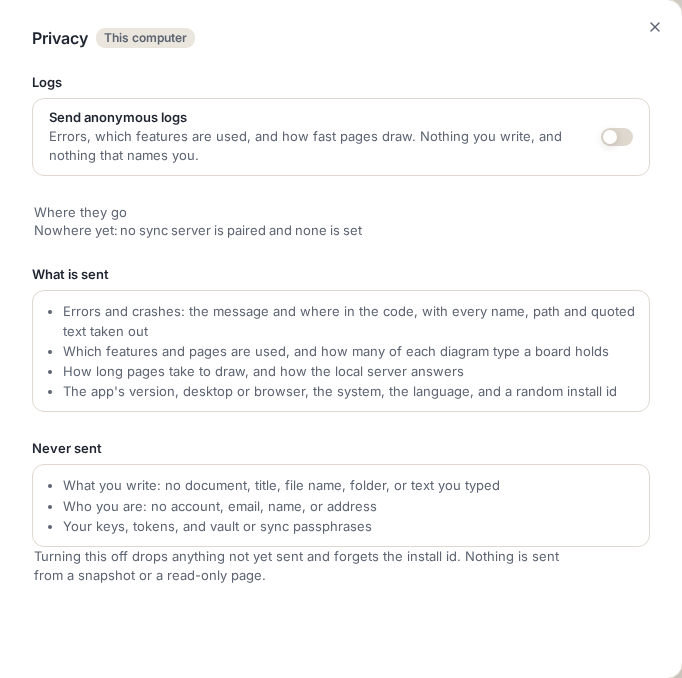 Privacy This computer
Logs
Send anonymous logs
Errors, which features are used, and how fast pages draw. Nothing you write, and
nothing that names you.
Where they go
Nowhere yet: no sync server is paired and none is set
What is sent
• Errors and crashes: the message and where in the code, with every name, path and quoted
text taken out
• Which features and pages are used, and how many of each diagram type a board holds
• How long pages take to draw, and how the local server answers
• The app's version, desktop or browser, the system, the language, and a random install id
Never sent
• What you write: no document, title, file name, folder, or text you typed
• Who you are: no account, email, name, or address
• Your keys, tokens, and vault or sync passphrases
Turning this off drops anything not yet sent and forgets the install id. Nothing is sent
from a snapshot or a read-only page.